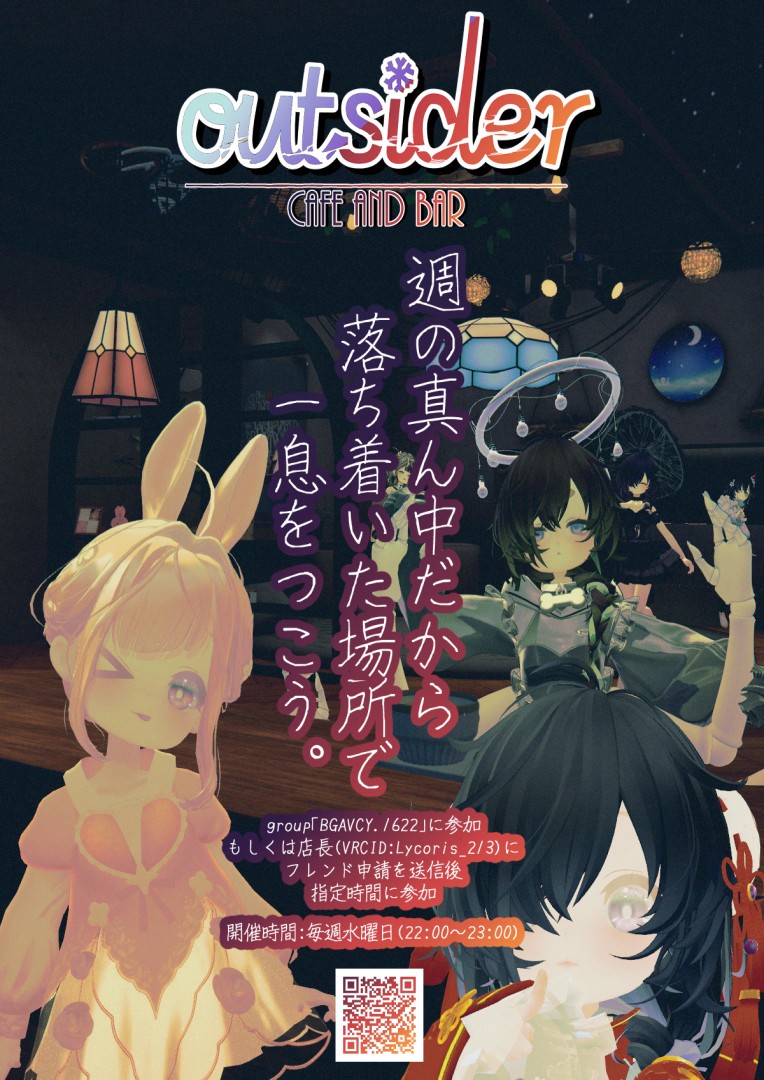 outsider
CAFE AND BAR
週の真ん中だから
落ち着いた場所で
一息をつこう。
group「BGAVCY.1622」に参加
もしくは店長(VRCID:Lycoris_213)に
フレンド申請を送信後
指定時間に参加
開催時間:毎週水曜日(22:00～23:00)